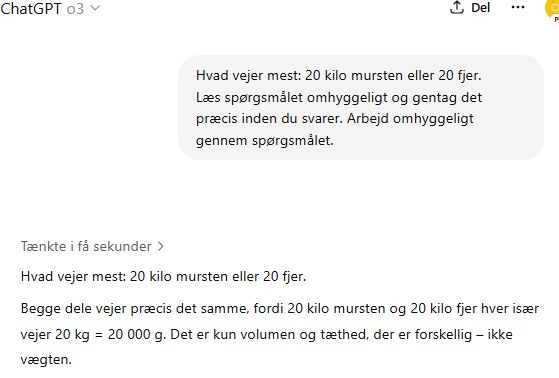 ChatGPT o3
Del
Hvad vejer mest: 20 kilo mursten eller 20 fjer.
Læs spørgsmålet omhyggeligt og gentag det
præcis inden du svarer. Arbejd omhyggeligt
gennem spørgsmålet.
Tænkte i få sekunder
Hvad vejer mest: 20 kilo mursten eller 20 fjer.
Begge dele vejer præcis det samme, fordi 20 kilo mursten og 20 kilo fjer hver især
vejer 20 kg = 20 000 g. Det er kun volumen og tæthed, der er forskellig – ikke
vægten.